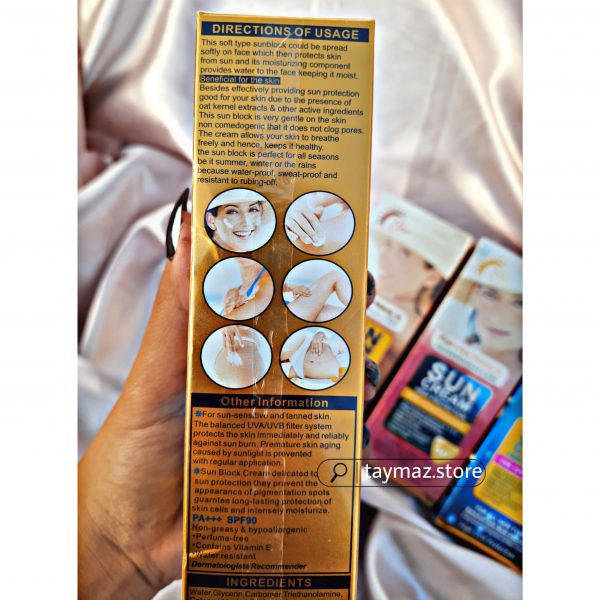 DIRECTIONS OF USAGE
This soft type sunblock could be spread
softly on face which then protects skin
from sun and its moisturizing component
provides water to the face keeping it moist.
Beneficial for the skin
Besides effectively providing sun protection
good for your skin due to the presence of
oat kernel extracts & other active ingredients
This sun block is very gentle on the skin
non comedogenic that it does not clog pores.
The cream allows your skin to breathe
freely and hence, keeps it healthy.
the sun block is perfect for all seasons
be it summer, winter or the rains
because water-proof, sweat-proof and
resistant to rubing-off.
Other Information
For sun-sensitive and tanned skin.
The balanced UVA/UVB filter system
protects the skin immediately and reliably
against sun burn. Premature skin aging
caused by sunlight is prevented
with regular application.
Sun Block Cream delicated to
sun protection they prevent the
appearance of pigmentation spots
guarntee long-lasting protection of
skin cells and intensely moisturize.
PA+++ SPF90
Non-greasy & hypoallergenic
•Perfume-free
•Contains Vitamin E
•Water resistant
Dermatologists Recommender
INGREDIENTS
Water,Glycerin,Carbomer,Triethanolamine,
taymaz.store
SUN
CREAM